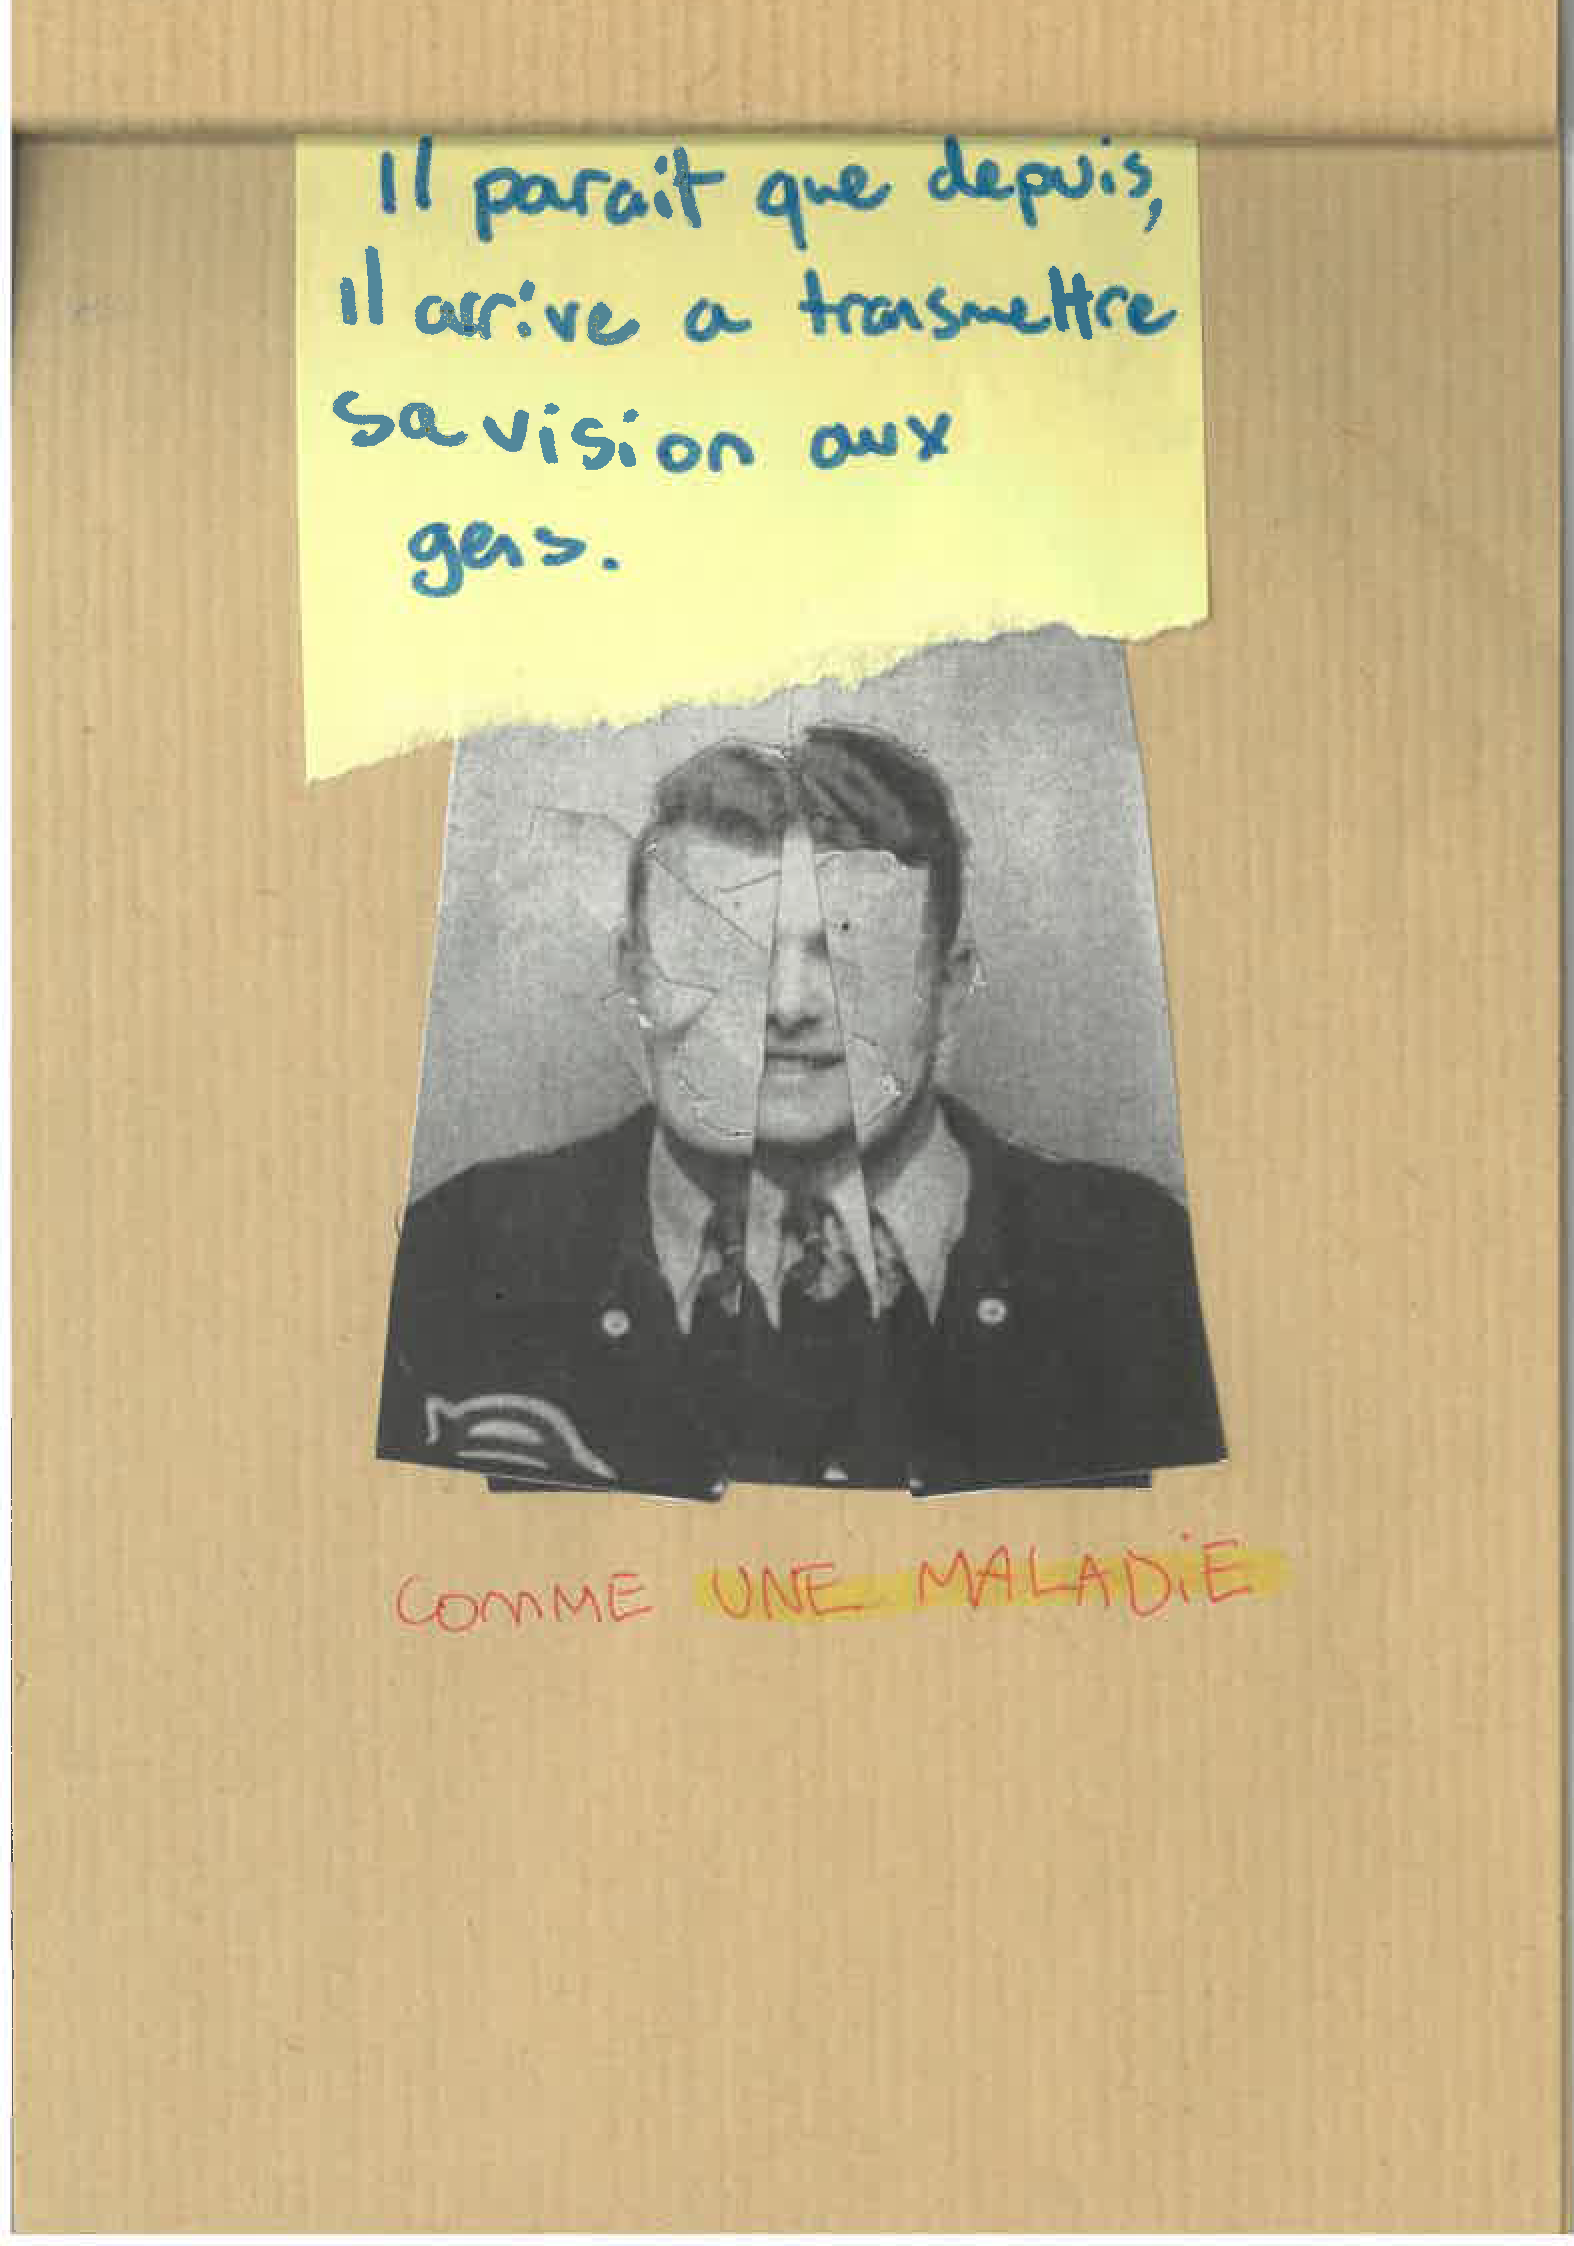 Il parait que depuis,
Il arrive a transmettre
sa vision aux
gens.
COMME UNE MALADIE